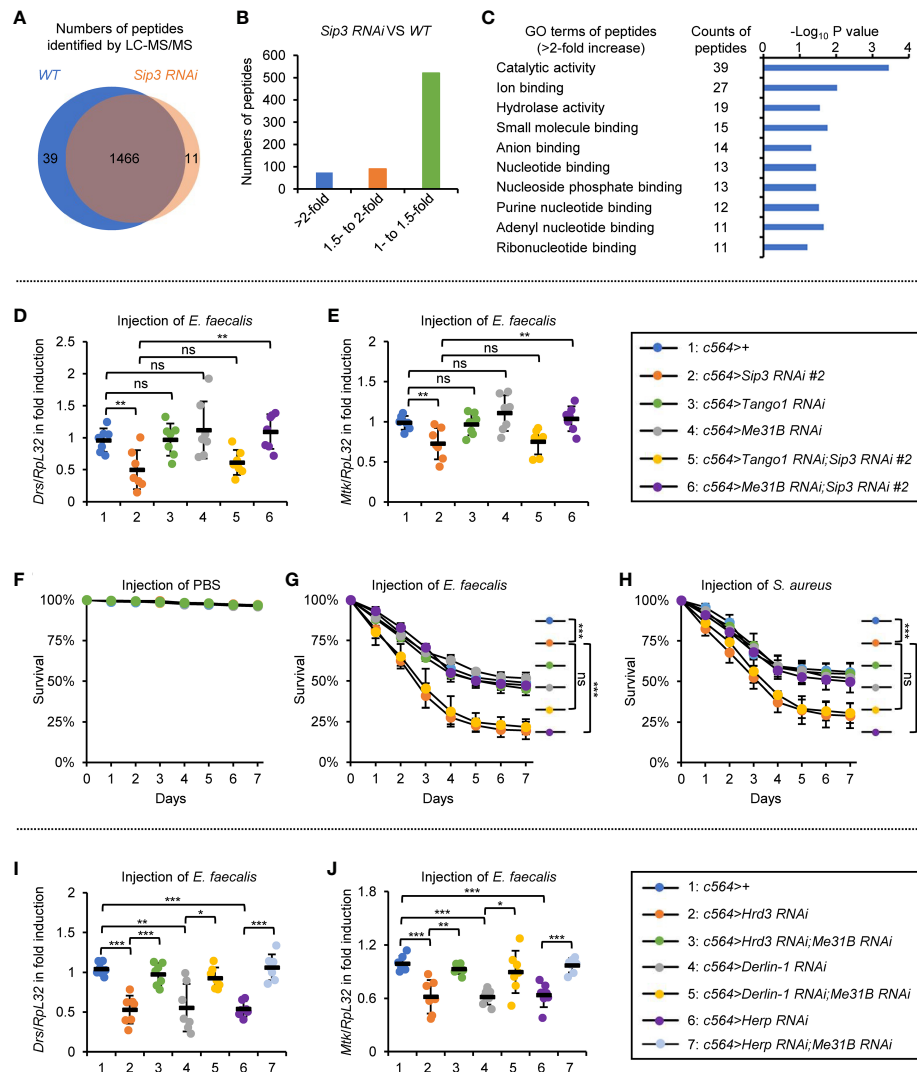 A
Numbers of peptides
identified by LC-MS/MS
WT
Sip3 RNAi
39
1466
11
B
Sip3 RNAi VS WT
Numbers of peptides
600
500
400
300
200
100
0
>2-fold
1.5- to 2-fold
1- to 1.5-fold
C
GO terms of peptides
(>2-fold increase)
Counts of
peptides
-Log10 P value
0 1 2 3 4
Catalytic activity 39
Ion binding 27
Hydrolase activity 19
Small molecule binding 15
Anion binding 14
Nucleotide binding 13
Nucleoside phosphate binding 13
Purine nucleotide binding 12
Adenyl nucleotide binding 11
Ribonucleotide binding 11
D
Injection of E. faecalis
Drs/RpL32 in fold induction
2.5
2
1.5
1
0.5
0
**
ns
ns
ns
**
1 2 3 4 5 6
E
Injection of E. faecalis
Mtk/RpL32 in fold induction
2.5
2
1.5
1
0.5
0
**
ns
ns
ns
**
1 2 3 4 5 6
1: c564>+
2: c564>Sip3 RNAi #2
3: c564>Tango1 RNAi
4: c564>Me31B RNAi
5: c564>Tango1 RNAi;Sip3 RNAi #2
6: c564>Me31B RNAi;Sip3 RNAi #2
F
Injection of PBS
Survival
100%
75%
50%
25%
0%
0 1 2 3 4 5 6 7
Days
G
Injection of E. faecalis
Survival
100%
75%
50%
25%
0%
0 1 2 3 4 5 6 7
Days
***
***
H
Injection of S. aureus
Survival
100%
75%
50%
25%
0%
0 1 2 3 4 5 6 7
Days
***
ns
I
Injection of E. faecalis
Drs/RpL32 in fold induction
2
1.5
1
0.5
0
***
**
***
***
*
***
1 2 3 4 5 6 7
J
Injection of E. faecalis
Mtk/RpL32 in fold induction
1.8
1.2
0.6
0
***
***
*
***
**
***
1 2 3 4 5 6 7
1: c564>+
2: c564>Hrd3 RNAi
3: c564>Hrd3 RNAi;Me31B RNAi
4: c564>Derlin-1 RNAi
5: c564>Derlin-1 RNAi;Me31B RNAi
6: c564>Herp RNAi
7: c564>Herp RNAi;Me31B RNAi